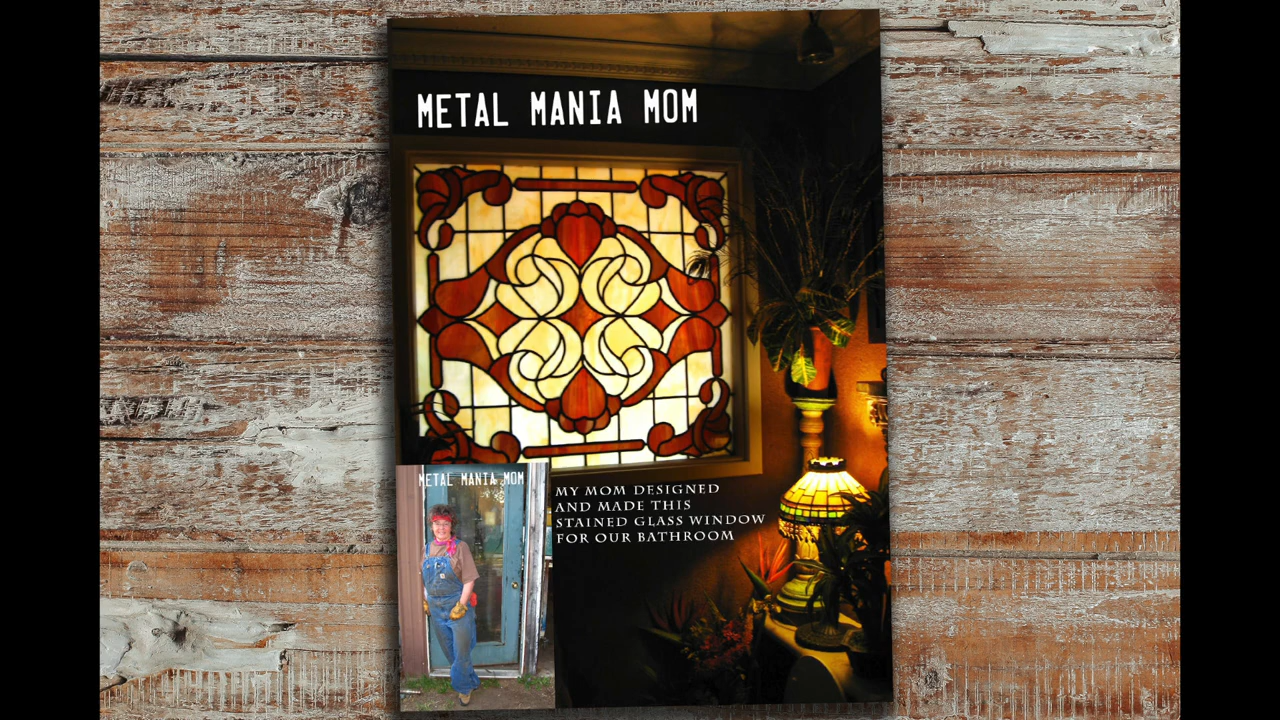 METAL MANIA MOM
METAL MANIA MOM
MY MOM DESIGNED
AND MADE THIS
STAINED GLASS WINDOW
FOR OUR BATHROOM